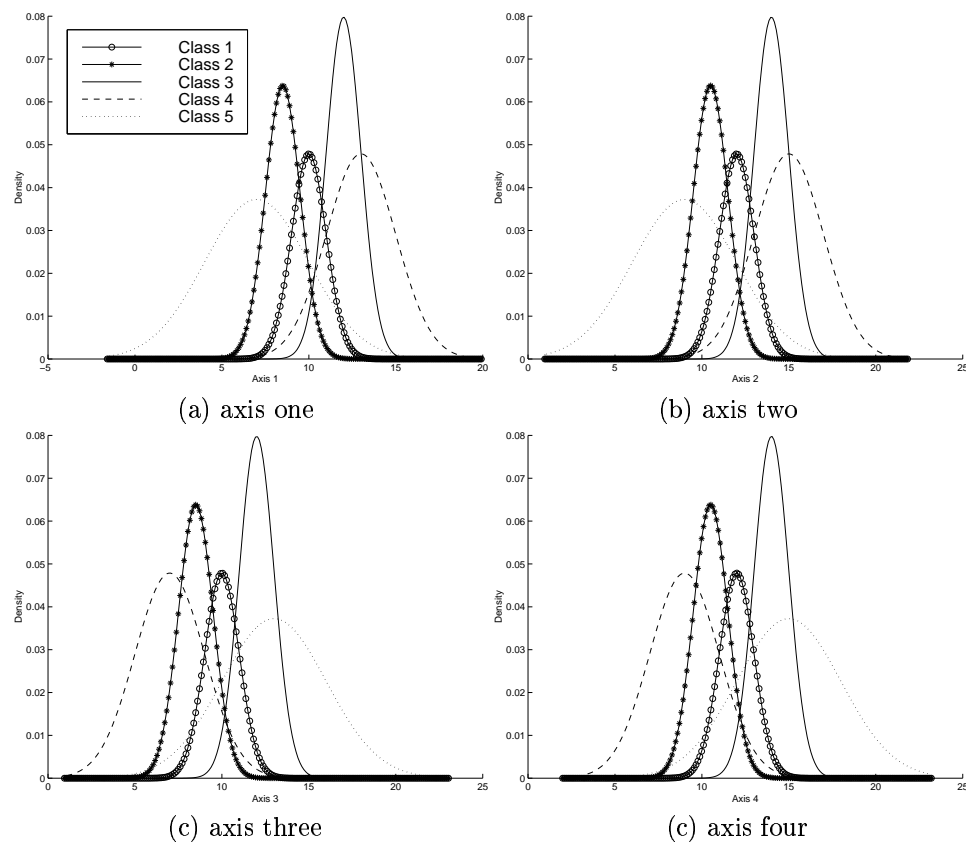 0.08
0.07
0.06
0.05
0.04
0.03
0.02
0.01
0
Density
Class 1
Class 2
Class 3
Class 4
Class 5
−5 0 5 10 15 20
Axis 1
(a) axis one
0.08
0.07
0.06
0.05
0.04
0.03
0.02
0.01
0
Density
0 5 10 15 20 25
Axis 2
(b) axis two
0.08
0.07
0.06
0.05
0.04
0.03
0.02
0.01
0
Density
0 5 10 15 20 25
Axis 3
(c) axis three
0.08
0.07
0.06
0.05
0.04
0.03
0.02
0.01
0
Density
0 5 10 15 20 25
Axis 4
(c) axis four